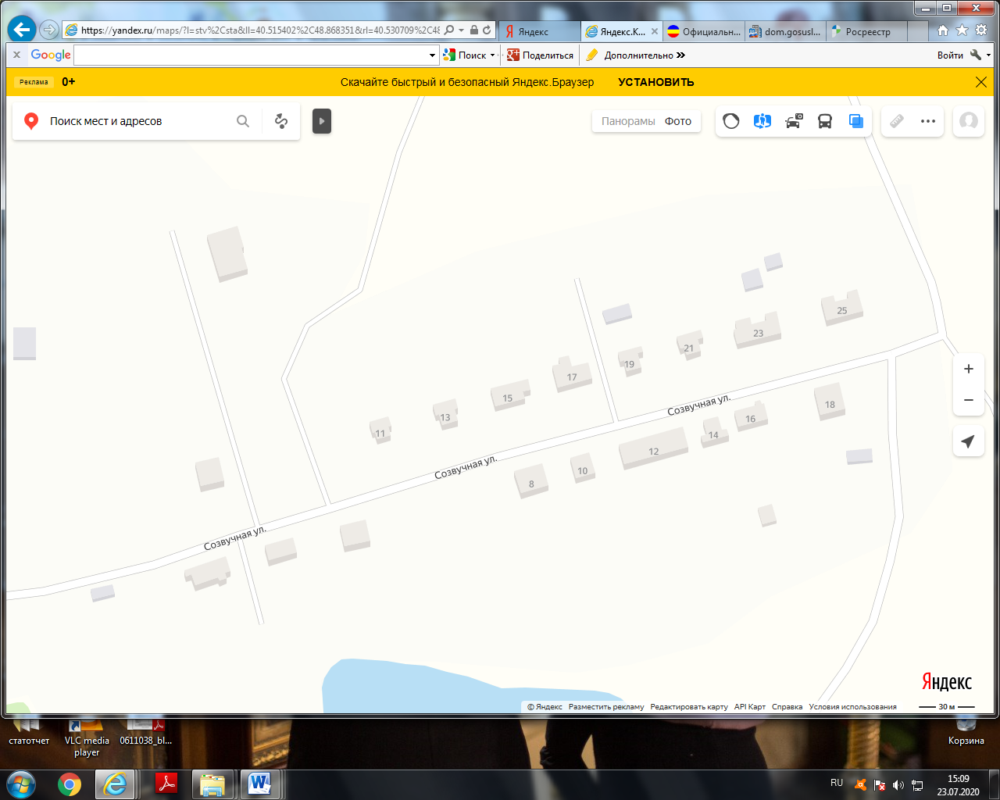 https://yandex.ru/maps/?l=stv%2Csta&ll=40.515402%2C48.868351&rl=40.530709%2C48
Яндекс
Яндекс.К...
Официальн...
dom.gosusl...
Росреестр
x Google
Поиск
Поделиться
Дополнительно
Войти
Реклама 0+
Скачайте быстрый и безопасный Яндекс.Браузер УСТАНОВИТЬ
Поиск мест и адресов
Панорамы Фото
25
23
21
19
17
15
13
11
Созвучная ул.
18
16
14
12
10
8
Созвучная ул.
Созвучная ул.
Яндекс
© Яндекс Разместить рекламу Редактировать карту API Карт Справка Условия использования 30 м
статотчет
VLC media player
0611038_bl...
Корзина
RU
15:09
23.07.2020